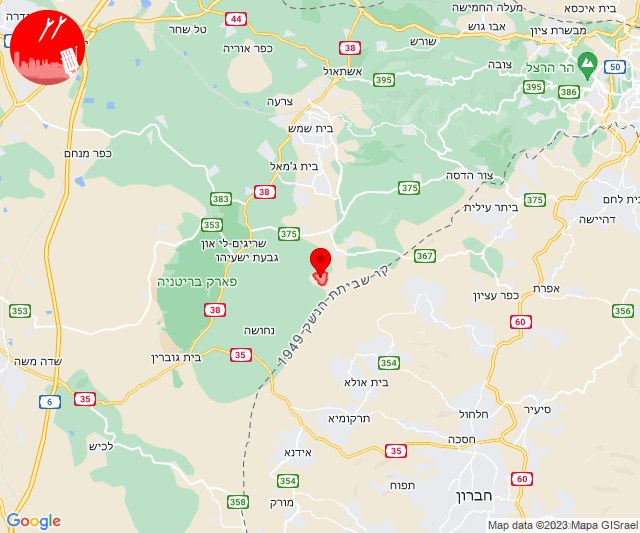 בית איכסא
מעלה החמישה
דרה
44
טל שחר
אבו גוש
מבשרת ציון
שורש
38
כפר אוריה
הר הרצל
צובה
אשתאול
50
395
395
386
צרעה
בית שמש
כפר מנחם
בית ג'מאל
צור הדסה
375
38
383
ית לחם
375
ביתר עילית
353
דהיישה
375
שריגים-לי און
367
גבעת ישעיהו
פארק בריטניה
קו-שביתת-הנשק-1949
אפרת
כפר עציון
353
38
356
60
נחושה
35
בית גוברין
שדה משה
354
בית אולא
35
6
סעיר
חלחול
תרקומיא
חסכה
לכיש
35
אידנא
385
60
354
תפוח
חברון
358
מורק
Google
Map data ©2023 Mapa GISrael